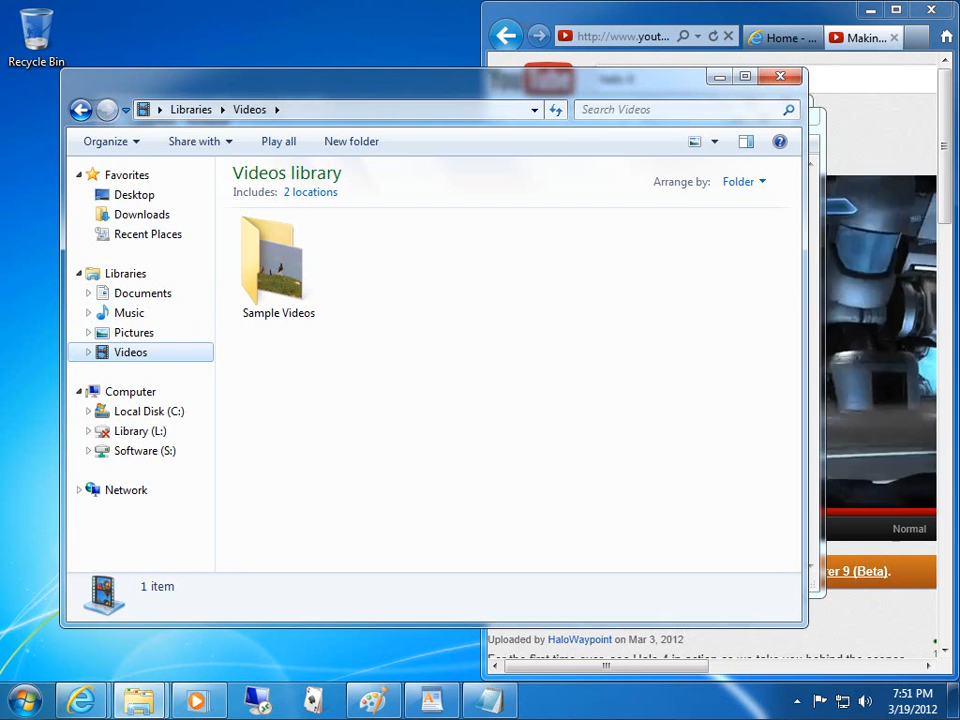 Recycle Bin
http://www.yout...
Home - ...
Makin...
Libraries
Videos
Search Videos
Organize
Share with
Play all
New folder
Favorites
Desktop
Downloads
Recent Places
Libraries
Documents
Music
Pictures
Videos
Computer
Local Disk (C:)
Library (L:)
Software (S:)
Network
Videos library
Includes: 2 locations
Arrange by: Folder
Sample Videos
1 item
Normal
er 9 (Beta).
Uploaded by HaloWaypoint on Mar 3, 2012
7:51 PM
3/19/2012